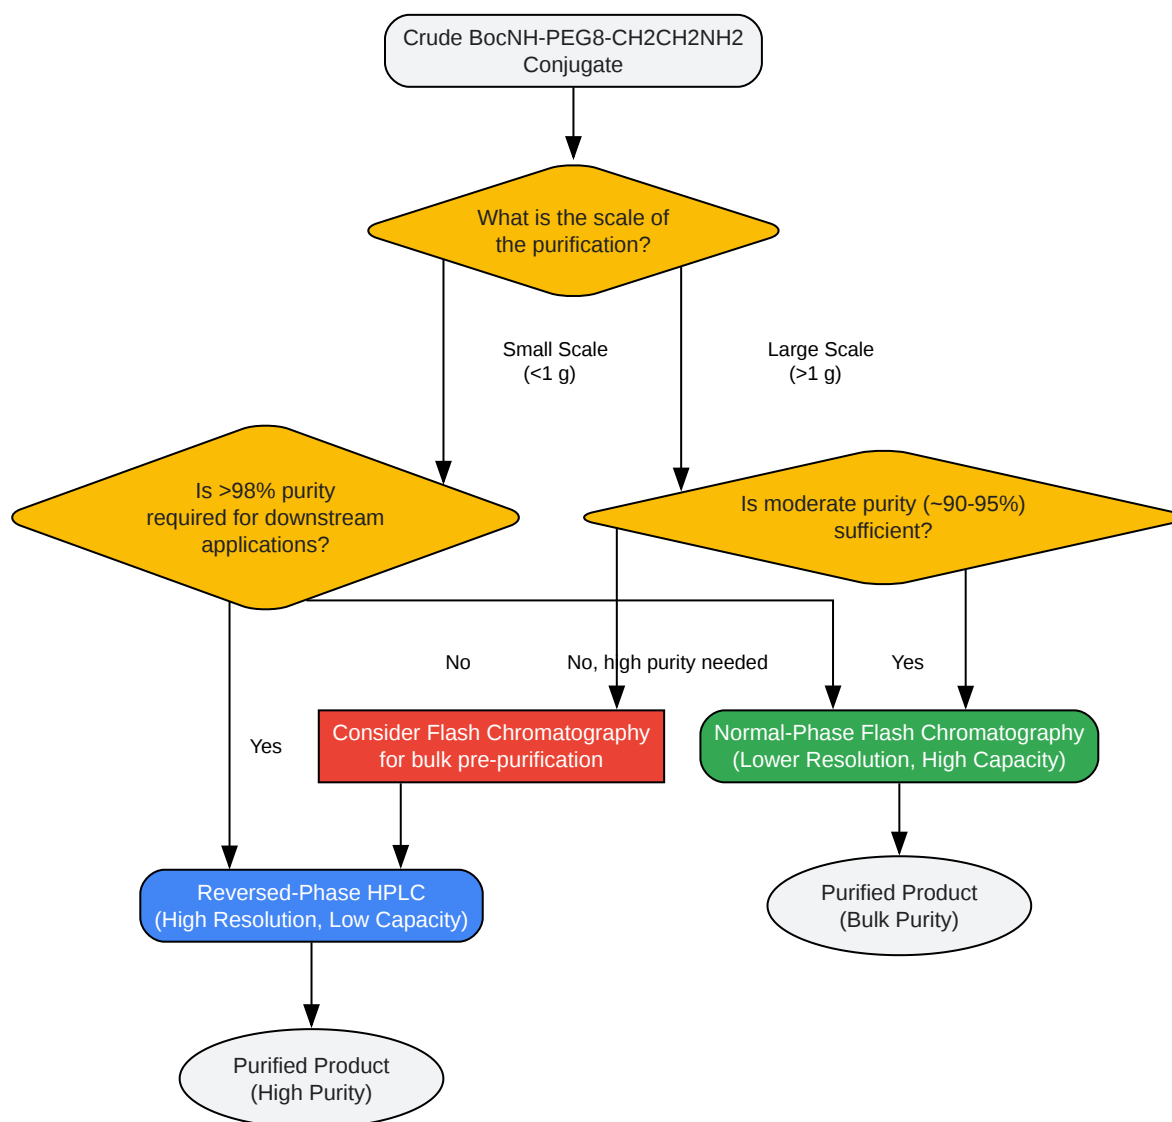 Crude BocNH-PEG8-CH2CH2NH2
Conjugate
What is the scale of
the purification?
Small Scale
(<1 g)
Large Scale
(>1 g)
Is >98% purity
required for downstream
applications?
Is moderate purity (~90-95%)
sufficient?
No
No, high purity needed
Yes
Yes
Consider Flash Chromatography
for bulk pre-purification
Normal-Phase Flash Chromatography
(Lower Resolution, High Capacity)
Reversed-Phase HPLC
(High Resolution, Low Capacity)
Purified Product
(Bulk Purity)
Purified Product
(High Purity)